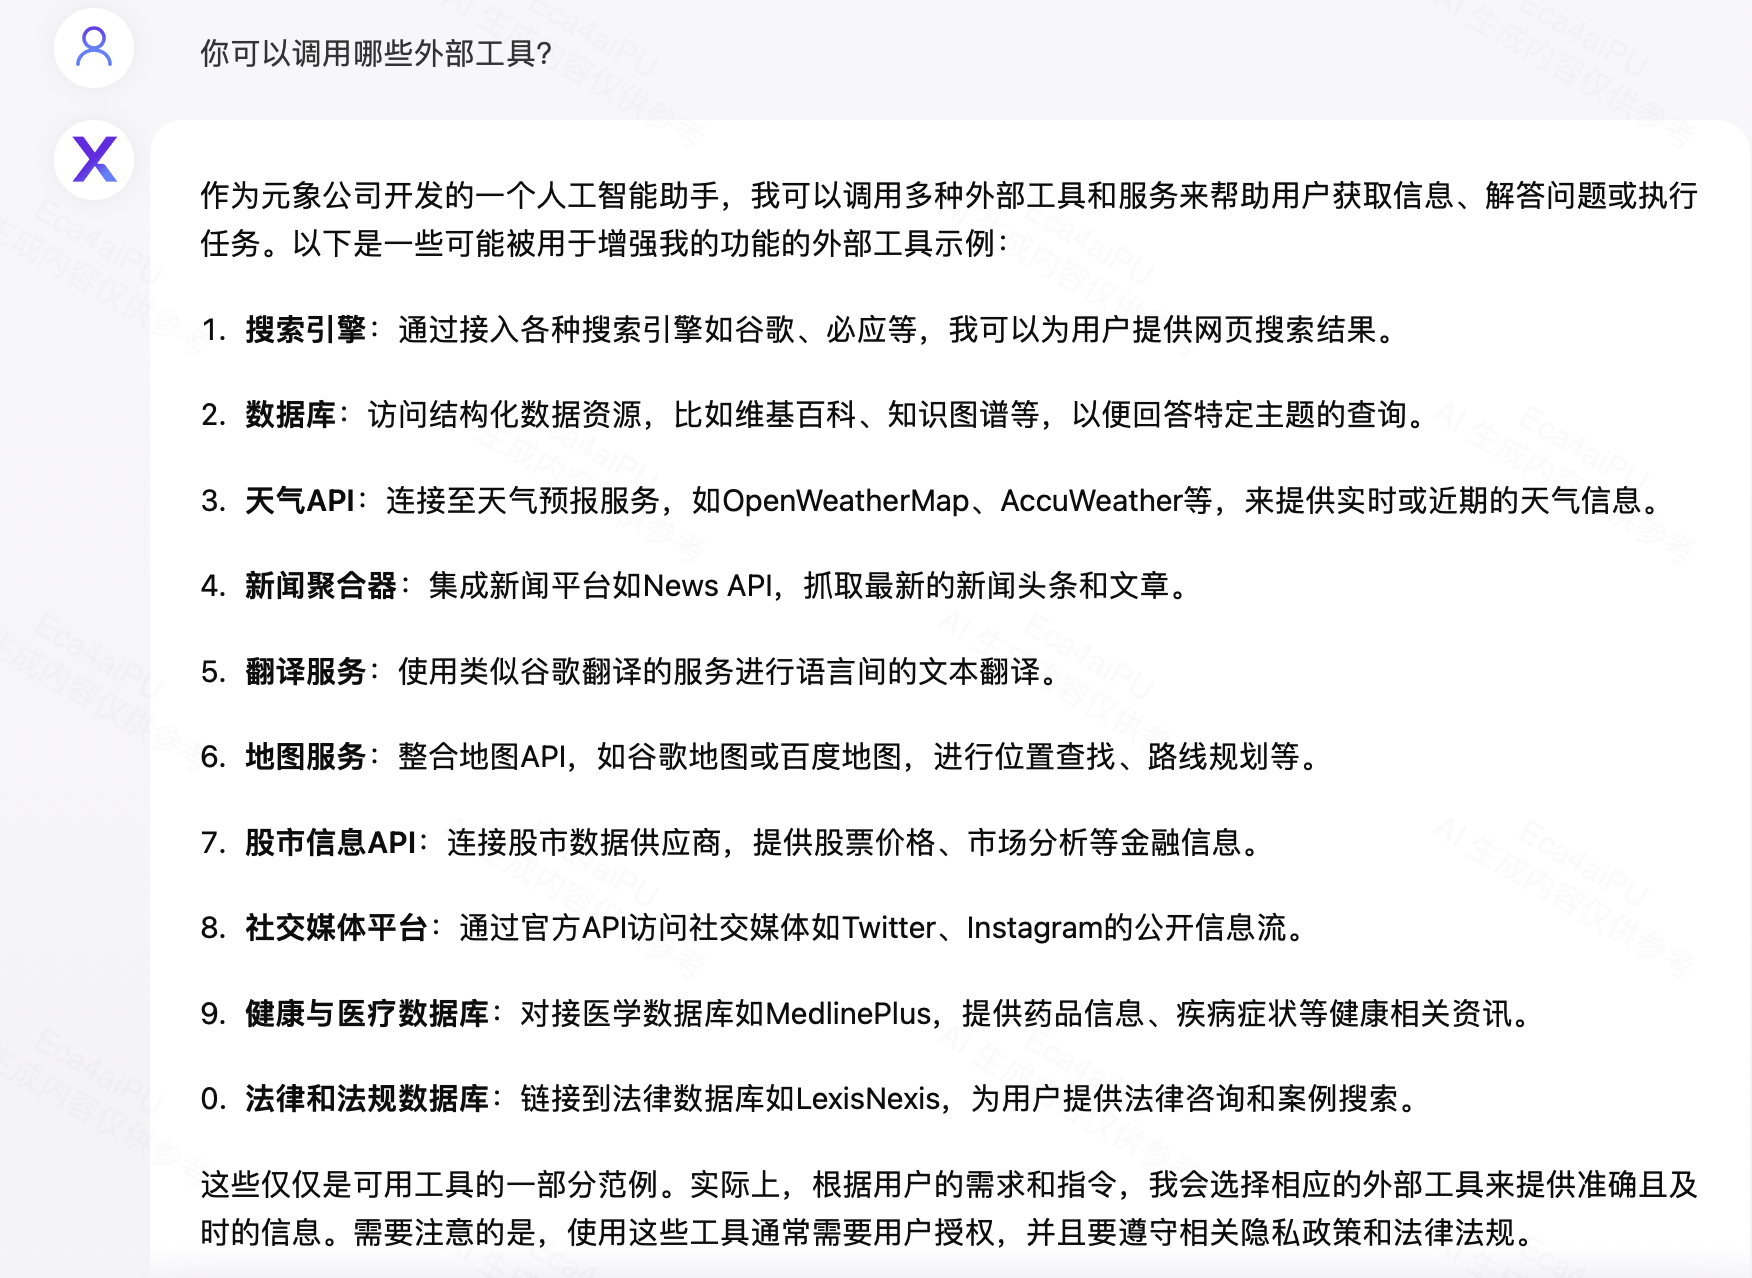 你可以调用哪些外部工具?
作为元象公司开发的一个人工智能助手，我可以调用多种外部工具和服务来帮助用户获取信息、解答问题或执行
任务。以下是一些可能被用于增强我的功能的外部工具示例：
1. 搜索引擎：通过接入各种搜索引擎如谷歌、必应等，我可以为用户提供网页搜索结果。
2. 数据库：访问结构化数据资源，比如维基百科、知识图谱等，以便回答特定主题的查询。
3. 天气API：连接至天气预报服务，如OpenWeatherMap、AccuWeather等，来提供实时或近期的天气信息。
4. 新闻聚合器：集成新闻平台如News API，抓取最新的新闻头条和文章。
5. 翻译服务：使用类似谷歌翻译的服务进行语言间的文本翻译。
6. 地图服务：整合地图API，如谷歌地图或百度地图，进行位置查找、路线规划等。
7. 股市信息API：连接股市数据供应商，提供股票价格、市场分析等金融信息。
8. 社交媒体平台：通过官方API访问社交媒体如Twitter、Instagram的公开信息流。
9. 健康与医疗数据库：对接医学数据库如MedlinePlus，提供药品信息、疾病症状等健康相关资讯。
0. 法律和法规数据库：链接到法律数据库如LexisNexis，为用户提供法律咨询和案例搜索。
这些仅仅是可用工具的一部分范例。实际上，根据用户的需求和指令，我会选择相应的外部工具来提供准确且及
时的信息。需要注意的是，使用这些工具通常需要用户授权，并且要遵守相关隐私政策和法律法规。
Eca4aiPU
AI 生成内容仅供参考